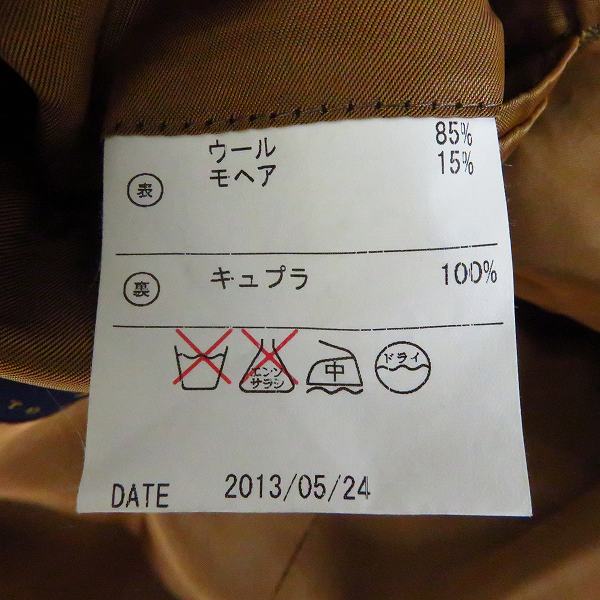 表 ウール 85%
モヘア 15%
裏 キュプラ 100%
エンソ
サラシ
中
ドライ
DATE 2013/05/24